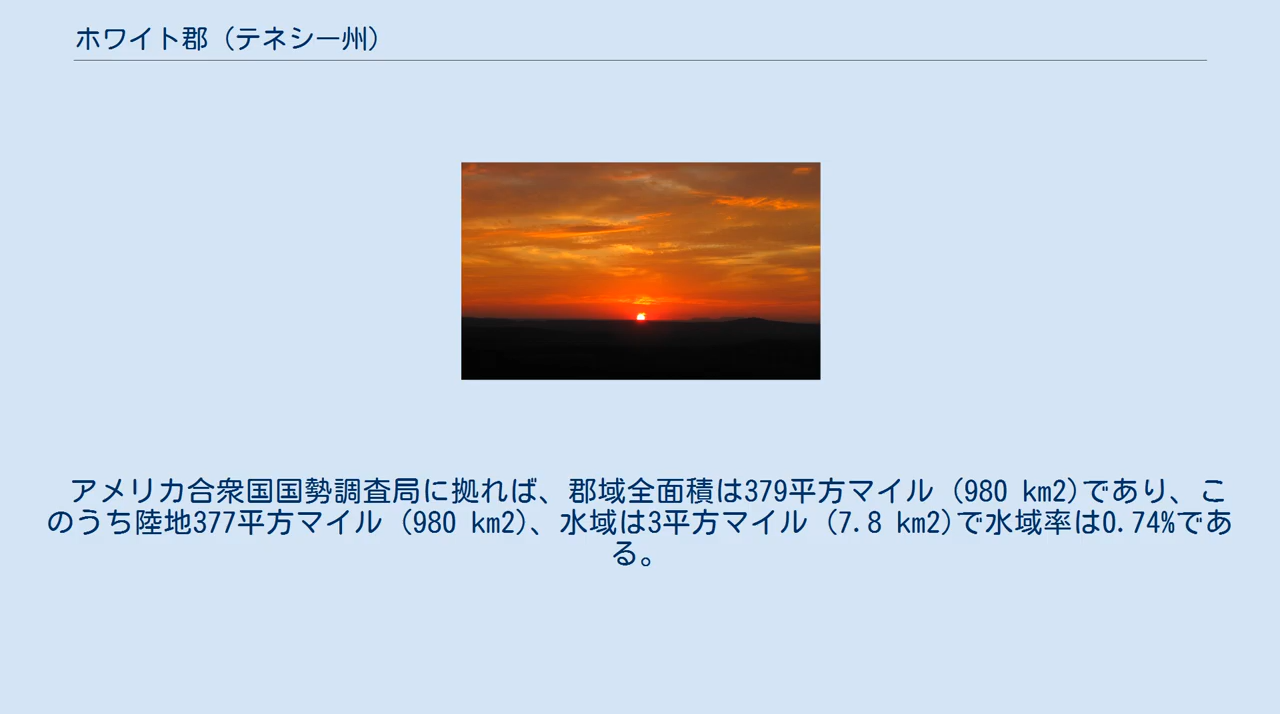 ホワイト郡（テネシー州）
アメリカ合衆国国勢調査局に拠れば、郡域全面積は379平方マイル (980 km2)であり、こ
のうち陸地377平方マイル (980 km2)、水域は3平方マイル (7.8 km2)で水域率は0.74%であ
る。